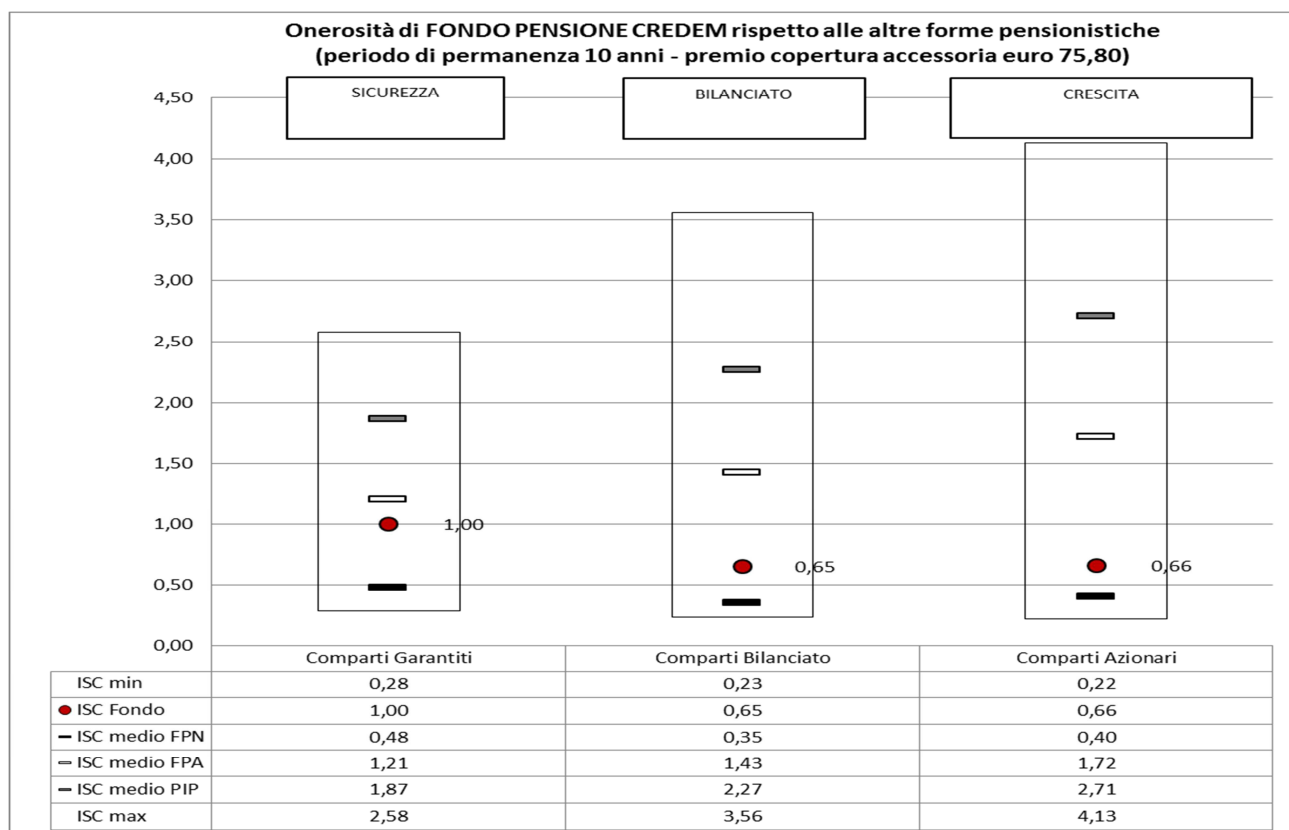 Onerosità di FONDO PENSIONE CREDEM rispetto alle altre forme pensionistiche
(periodo di permanenza 10 anni - premio copertura accessoria euro 75,80)
SICUREZZA BILANCIATO CRESCITA
4,50
4,00
3,50
3,00
2,50
2,00
1,50
1,00 1,00
0,50 0,65 0,66
0,00
Comparti Garantiti Comparti Bilanciato Comparti Azionari
ISC min 0,28 0,23 0,22
ISC Fondo 1,00 0,65 0,66
ISC medio FPN 0,48 0,35 0,40
ISC medio FPA 1,21 1,43 1,72
ISC medio PIP 1,87 2,27 2,71
ISC max 2,58 3,56 4,13